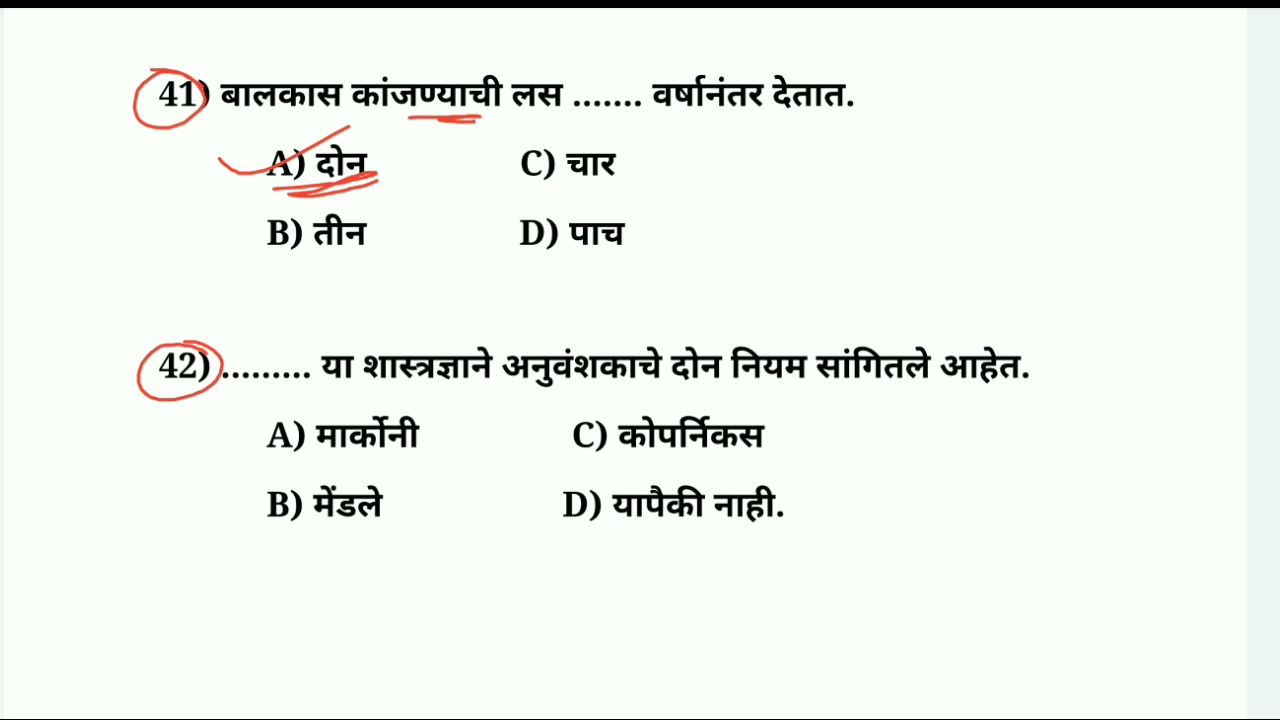 41) बालकास कांजण्याची लस ....... वर्षानंतर देतात.
A) दोन C) चार
B) तीन D) पाच
42) ......... या शास्त्रज्ञाने अनुवंशकाचे दोन नियम सांगितले आहेत.
A) मार्कोनी C) कोपर्निकस
B) मेंडले D) यापैकी नाही.